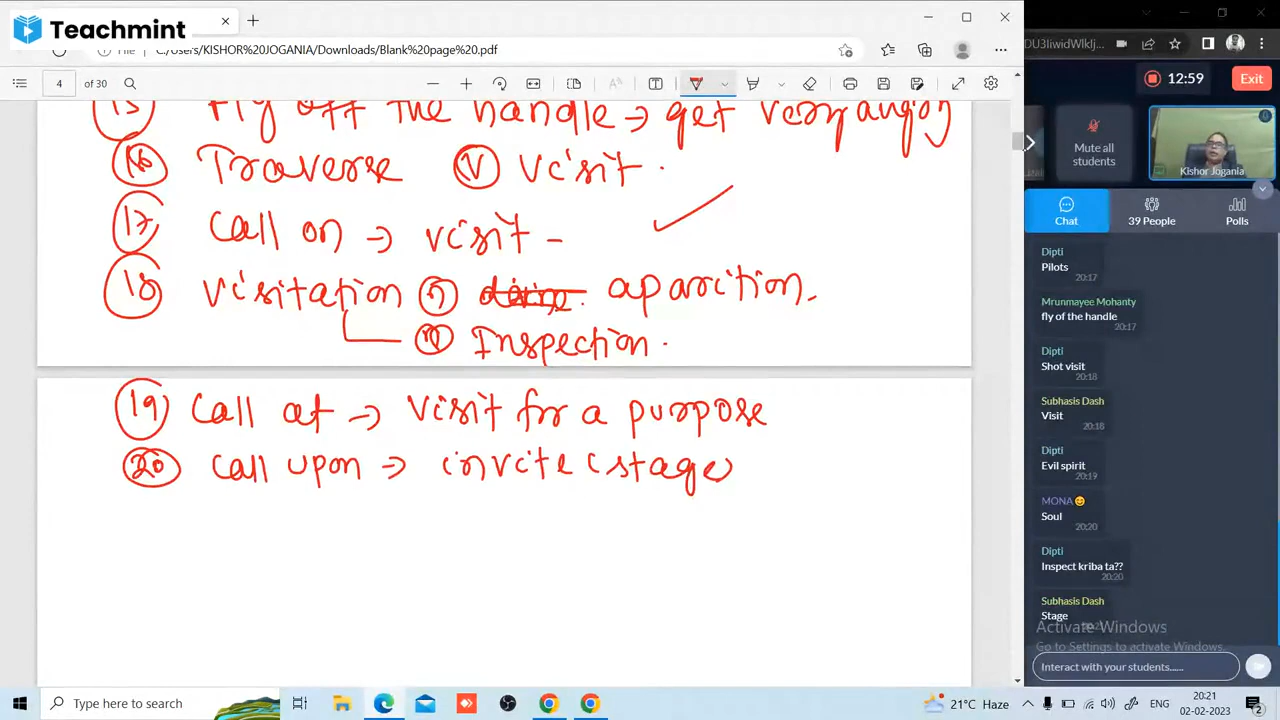 Teachmint
File
C:/Users/KISHOR%20JOGANIA/Downloads/Blank%20page%20.pdf
4 of 30
15 Fly off the handle → get very angry
16 Traverse (v) visit.
17 Call on → visit -
18 Visitation (n) aparition.
(n) Inspection.
19 Call at → visit for a purpose
20 Call upon → invite (stage)
DU3IiwidWlkIj...
12:59
Exit
Mute all
students
Kishor Jogania
Chat
39 People
Polls
Dipti
Pilots
20:17
Mrunmayee Mohanty
fly of the handle
20:17
Dipti
Shot visit
20:18
Subhasis Dash
Visit
20:18
Dipti
Evil spirit
20:19
MONA😊
Soul
20:20
Dipti
Inspect kriba ta??
20:20
Subhasis Dash
Stage
Activate Windows
Go to Settings to activate Windows.
Interact with your students......
Type here to search
21°C Haze
ENG
20:21
02-02-2023
2